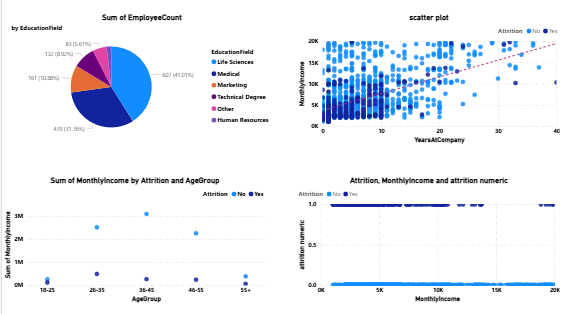 Sum of EmployeeCount
by EducationField
83 (5.61%)
132 (8.92%)
161 (10.88%)
607 (41.01%)
470 (31.76%)
EducationField
Life Sciences
Medical
Marketing
Technical Degree
Other
Human Resources
scatter plot
Attrition No Yes
MonthlyIncome
20K
15K
10K
5K
0K
0 10 20 30 40
YearsAtCompany
Sum of MonthlyIncome by Attrition and AgeGroup
Attrition No Yes
Sum of MonthlyIncome
3M
2M
1M
0M
18-25 26-35 36-45 46-55 55+
AgeGroup
Attrition, MonthlyIncome and attrition numeric
Attrition No Yes
attrition numeric
1.0
0.5
0.0
0K 5K 10K 15K 20K
MonthlyIncome